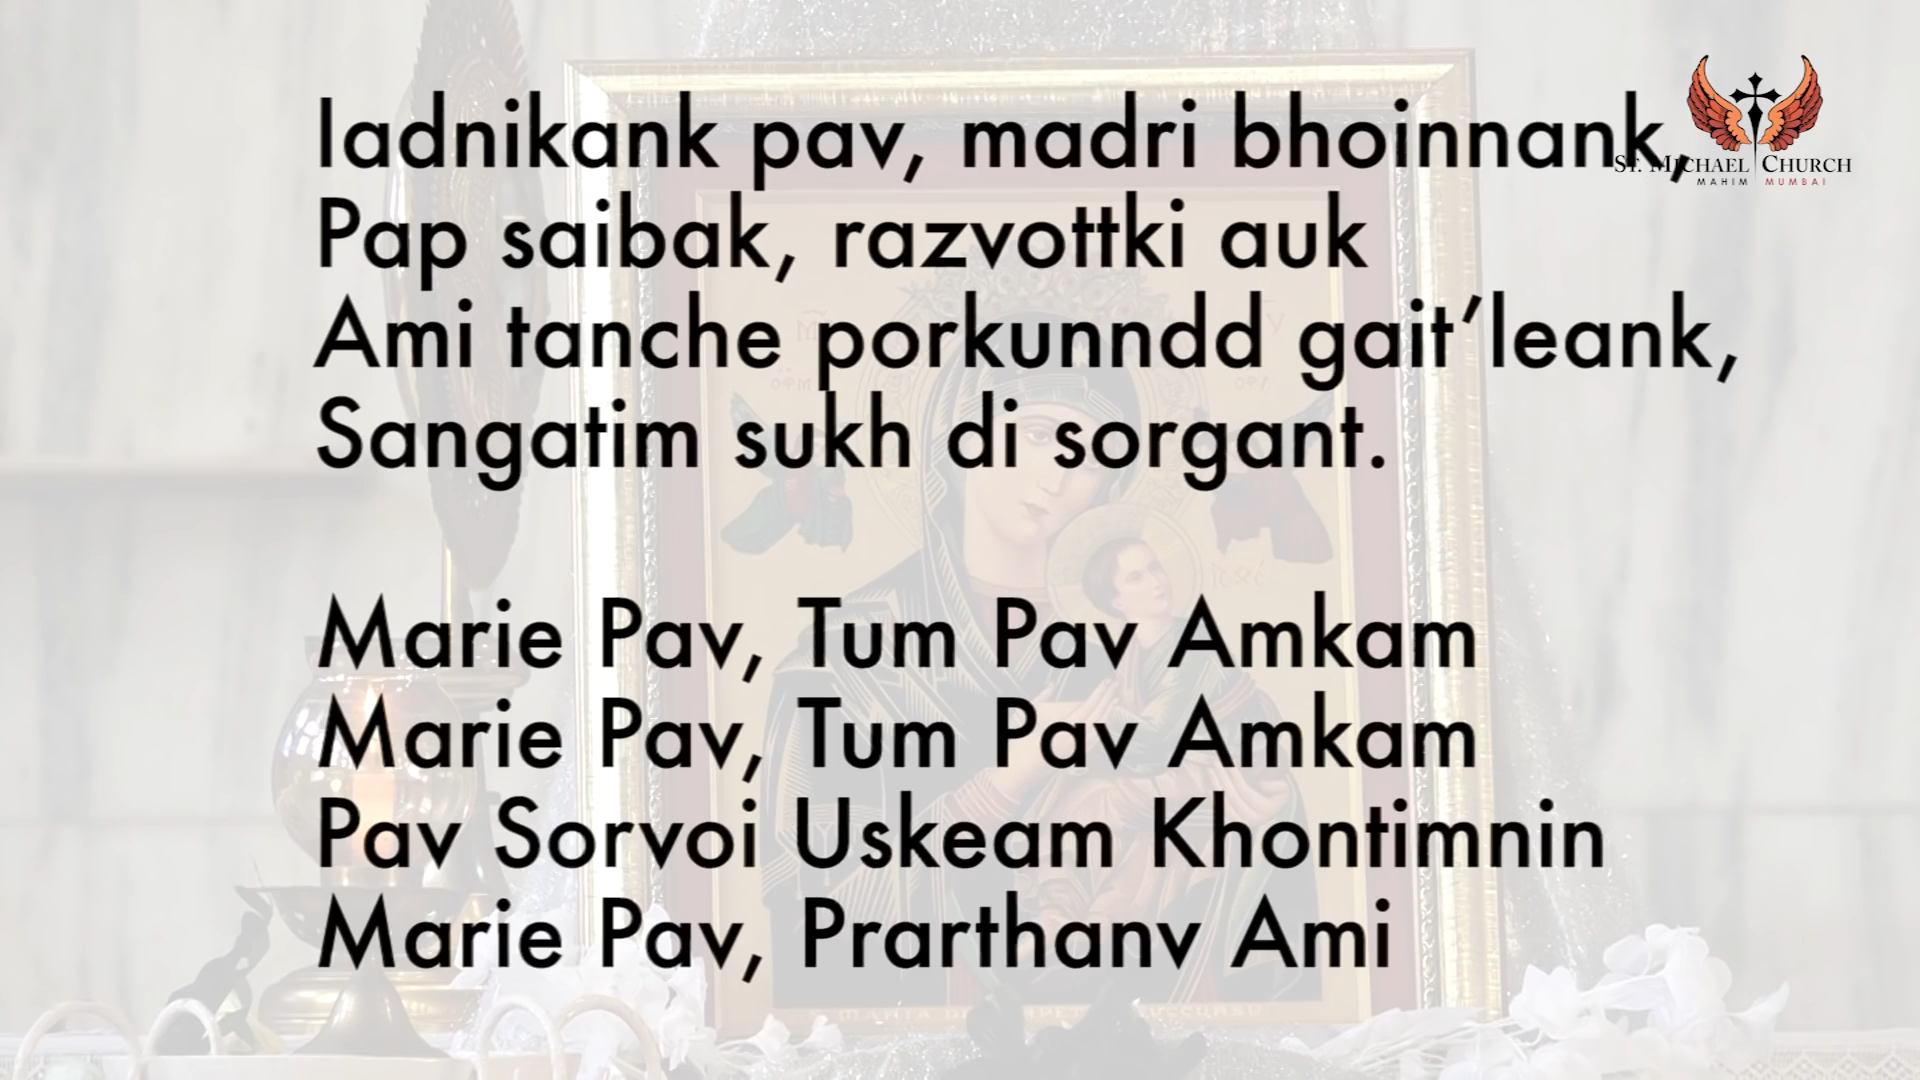 Iadnikank pav, madri bhoinnank,
Pap saibak, razvottki auk
Ami tanche porkunndd gait’leank,
Sangatim sukh di sorgant.
Marie Pav, Tum Pav Amkam
Marie Pav, Tum Pav Amkam
Pav Sorvoi Uskeam Khontimnin
Marie Pav, Prarthanv Ami
ST. MICHAEL CHURCH
MAHIM MUMBAI